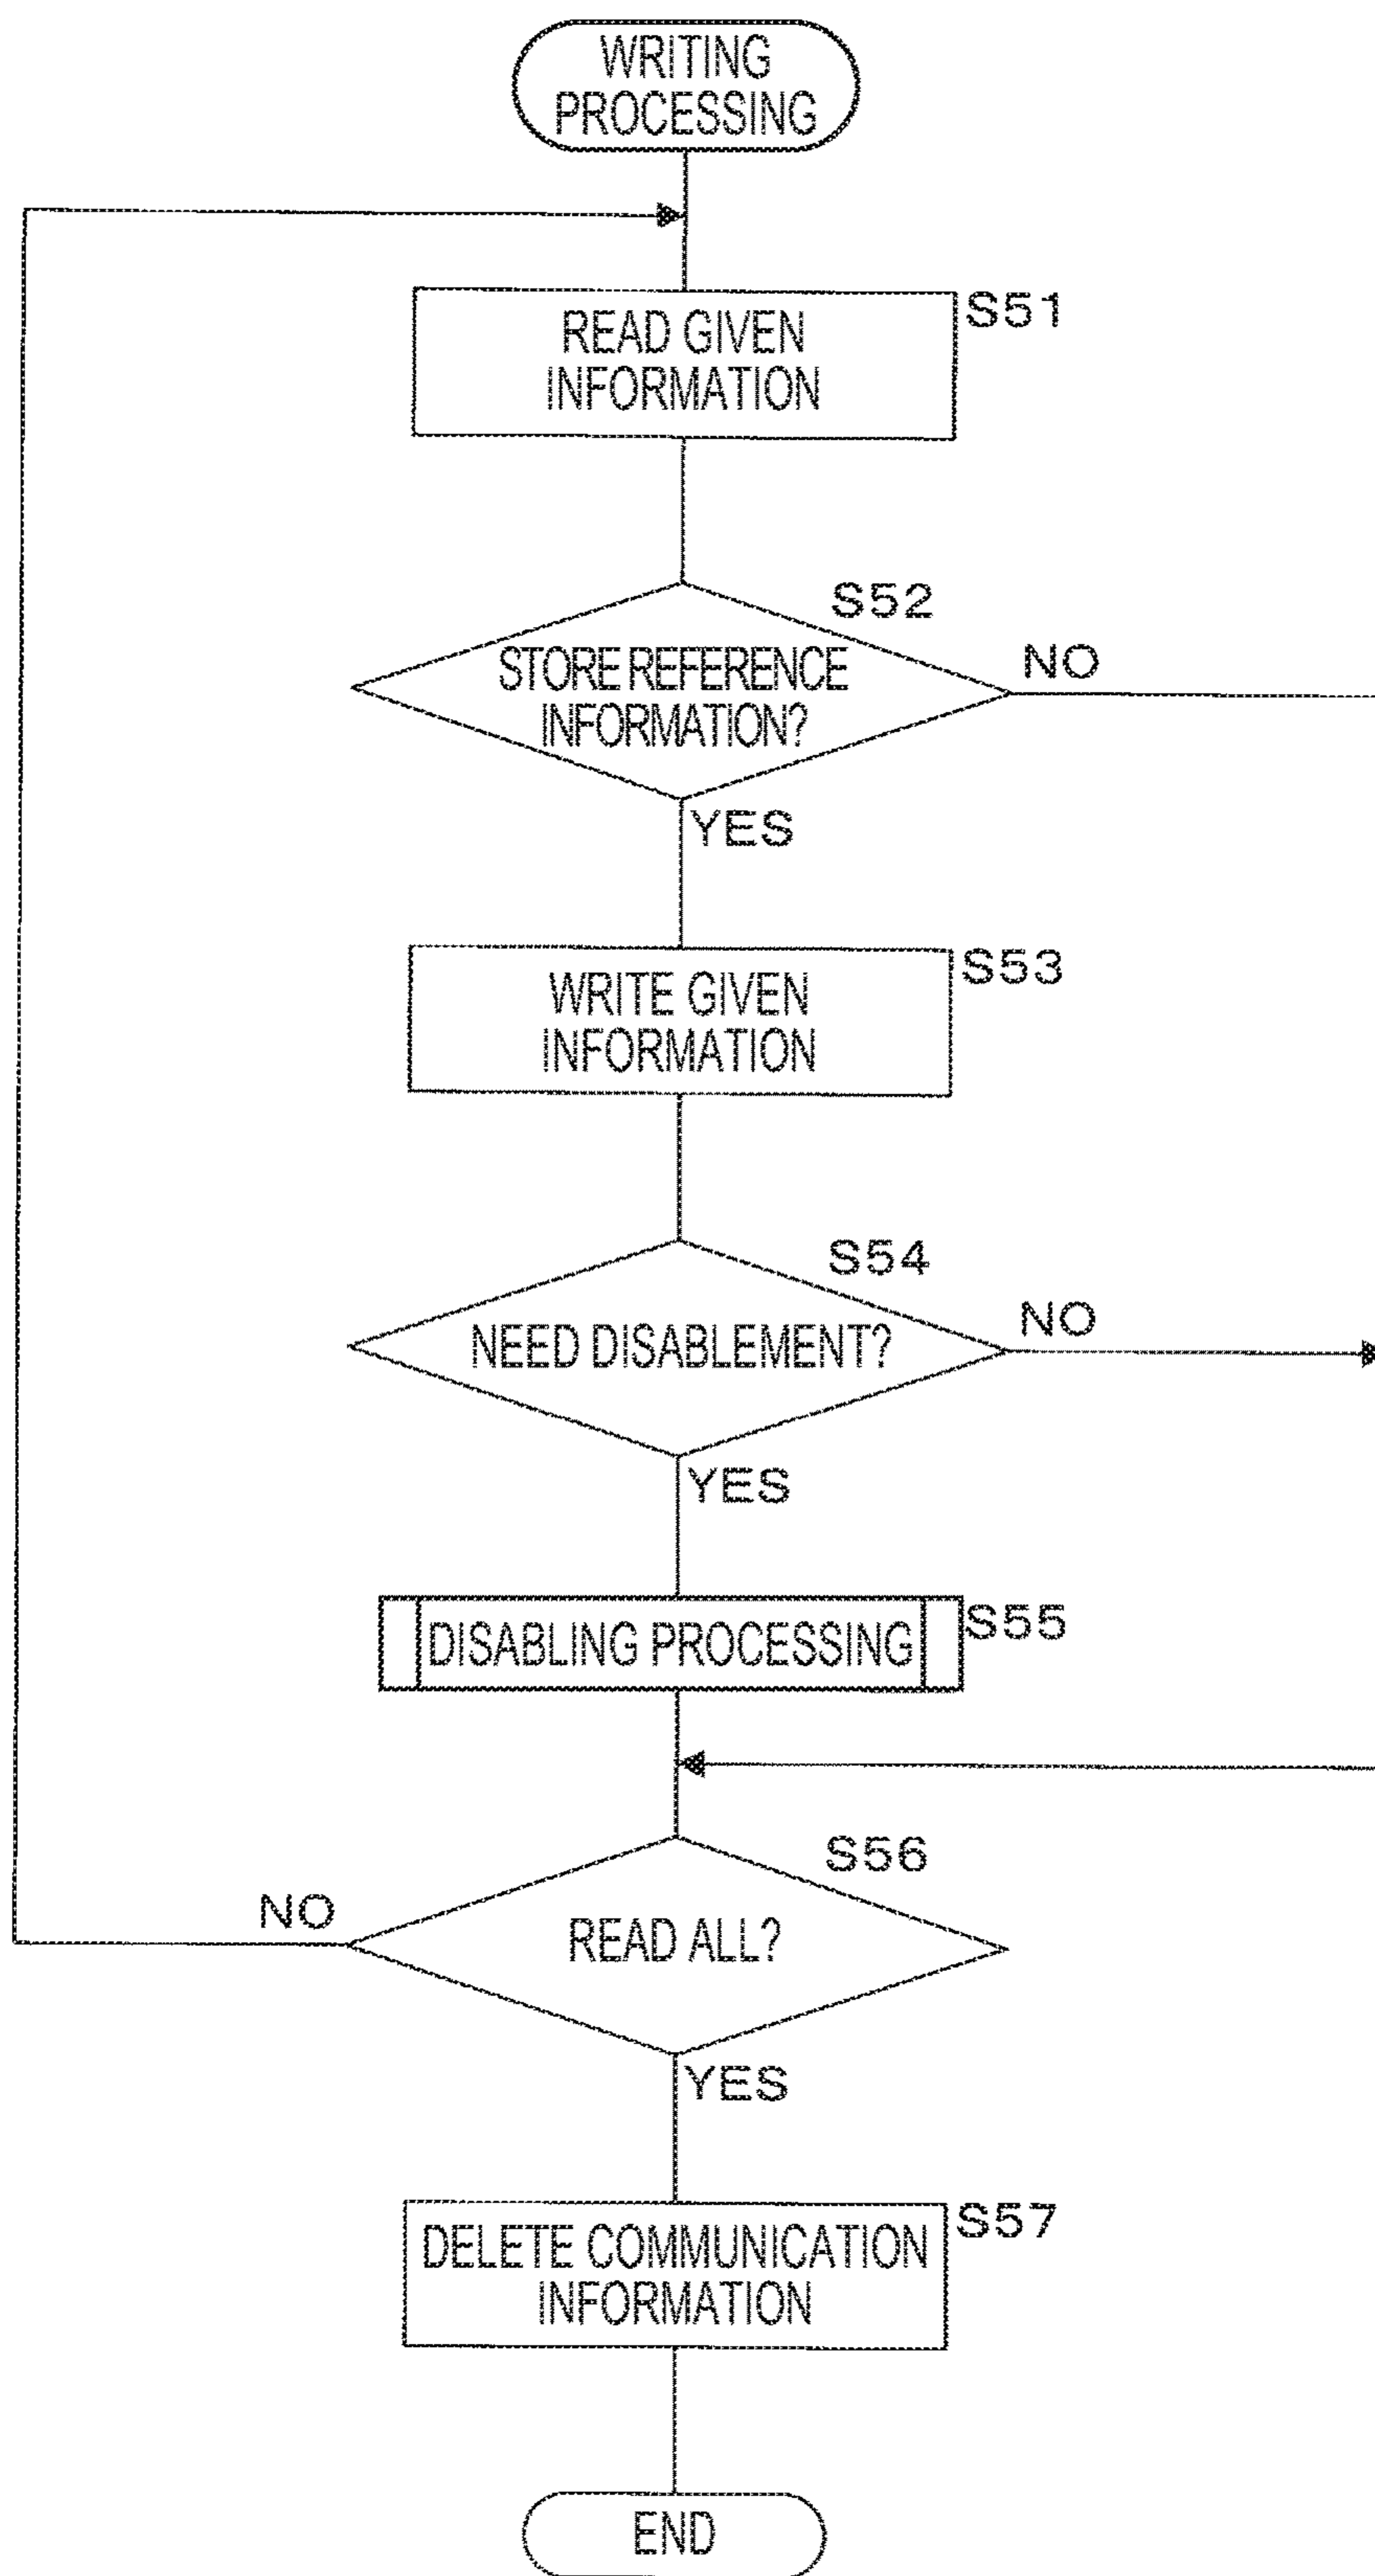 WRITING
PROCESSING
S51
READ GIVEN
INFORMATION
S52
STORE REFERENCE
INFORMATION?
NO
YES
S53
WRITE GIVEN
INFORMATION
S54
NEED DISABLEMENT?
NO
YES
DISABLING PROCESSING
S55
S56
NO
READ ALL?
YES
S57
DELETE COMMUNICATION
INFORMATION
END